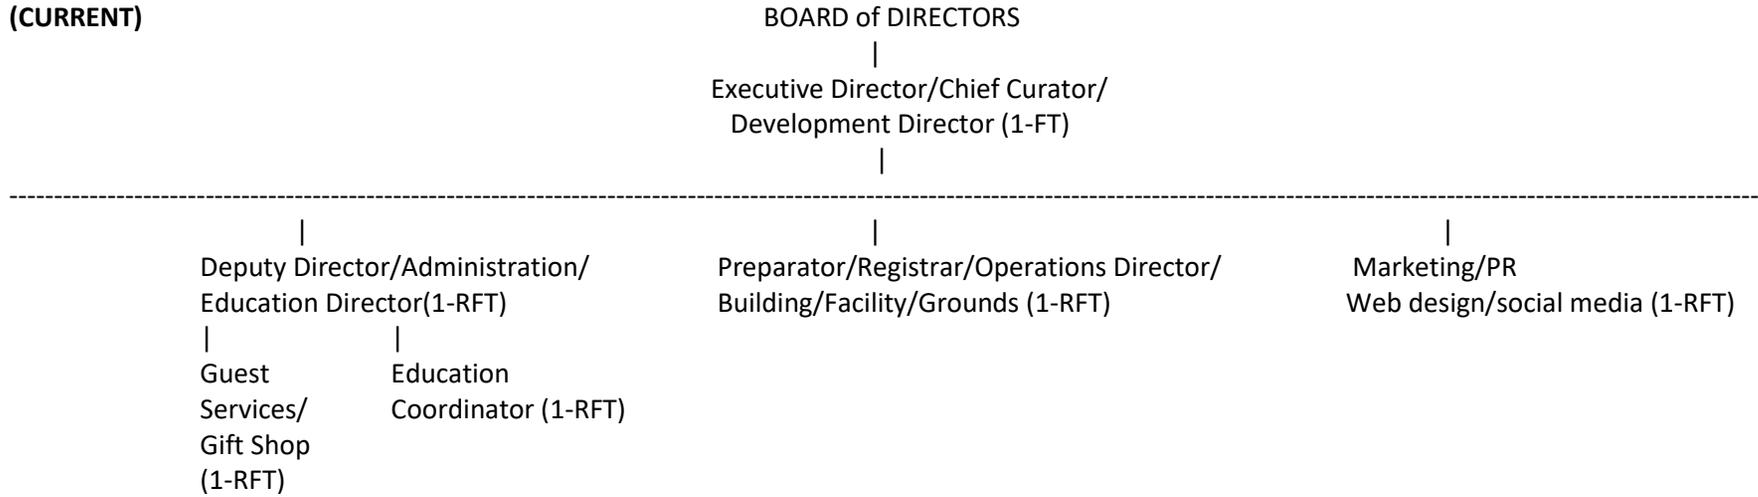 (CURRENT) BOARD of DIRECTORS
|
Executive Director/Chief Curator/
Development Director (1-FT)
|
------------------------------------------------------------------------------------------------------------------------------------------------------------------------------------------------------
| | |
Deputy Director/Administration/ Preparator/Registrar/Operations Director/ Marketing/PR
Education Director(1-RFT) Building/Facility/Grounds (1-RFT) Web design/social media (1-RFT)
| |
Guest Education
Services/ Coordinator (1-RFT)
Gift Shop
(1-RFT)